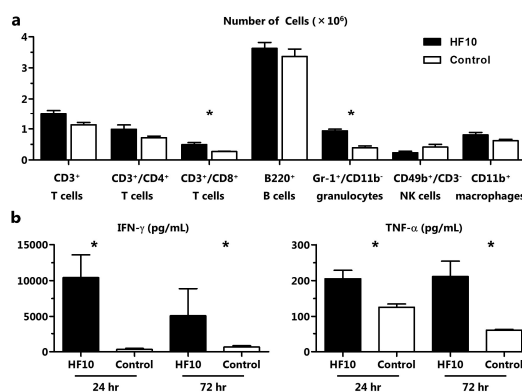 a
Number of Cells (×10⁶)
HF10
Control
4
3
2
1
0
*
*
CD3⁺ CD3⁺/CD4⁺ CD3⁺/CD8⁺ B220⁺ Gr-1⁺/CD11b⁻ CD49b⁺/CD3⁻ CD11b⁺
T cells T cells T cells B cells granulocytes NK cells macrophages
b
IFN-γ (pg/mL)
15000
10000
5000
0
* *
HF10 Control HF10 Control
24 hr 72 hr
TNF-α (pg/mL)
300
200
100
0
* *
HF10 Control HF10 Control
24 hr 72 hr